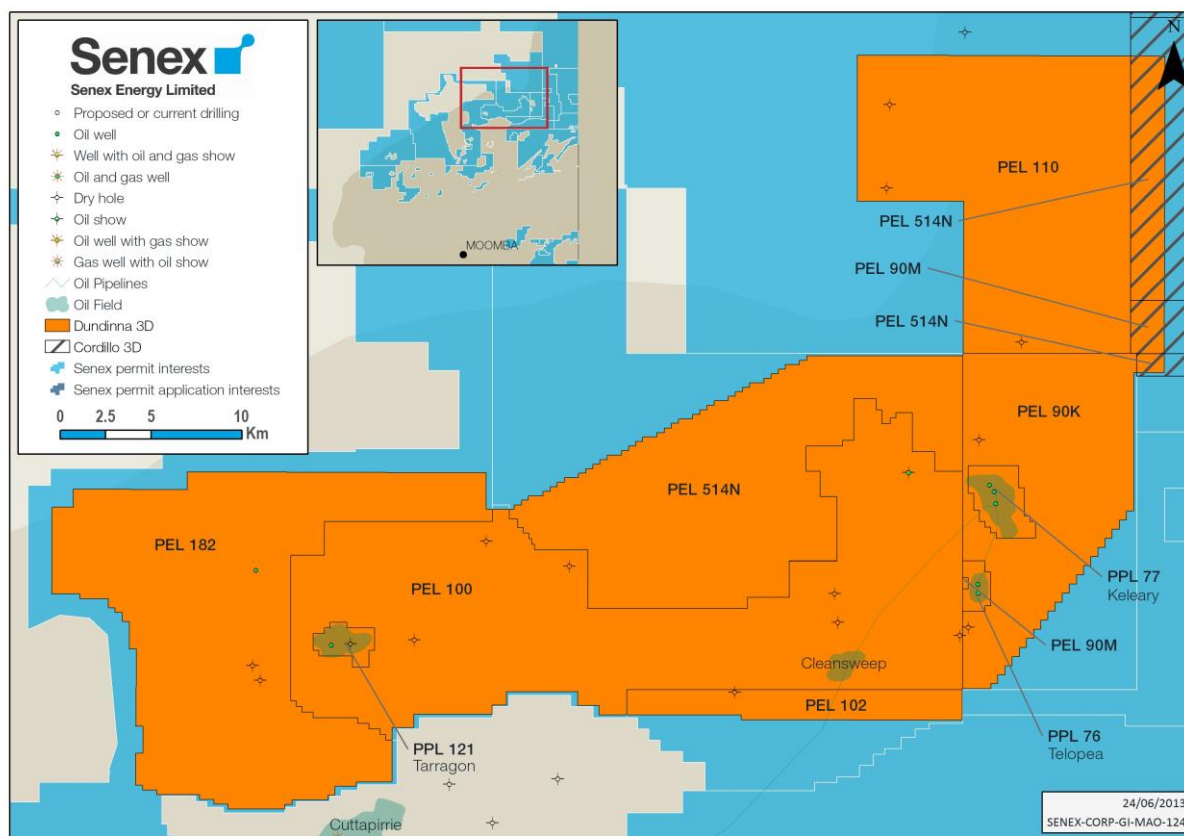 Senex
Senex Energy Limited
Proposed or current drilling
Oil well
Well with oil and gas show
Oil and gas well
Dry hole
Oil show
Oil well with gas show
Gas well with oil show
Oil Pipelines
Oil Field
Dundinna 3D
Cordillo 3D
Senex permit interests
Senex permit application interests
0 2.5 5 10
Km
MOOMBA
N
PEL 110
PEL 514N
PEL 90M
PEL 514N
PEL 90K
PEL 514N
PEL 182
PEL 100
PPL 77
Keleary
PEL 90M
Cleansweep
PEL 102
PPL 76
Telopea
PPL 121
Tarragon
Cuttapirrie
24/06/2013
SENEX-CORP-GI-MAO-124